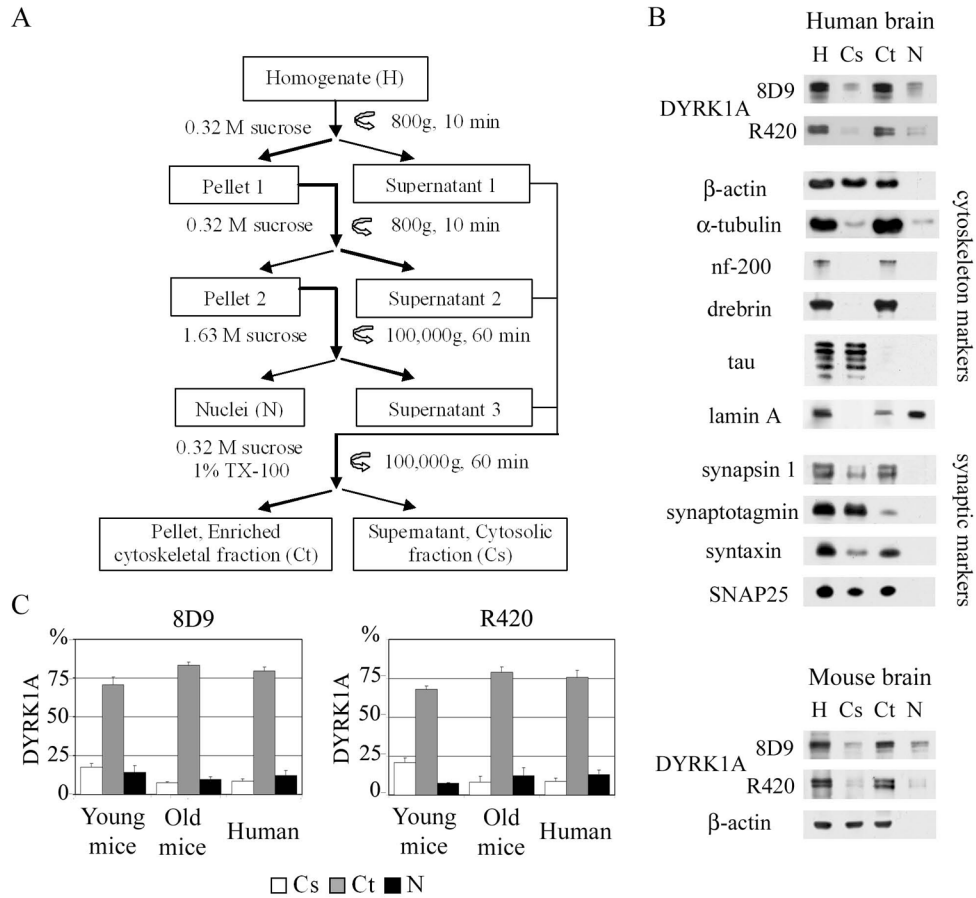 A
Homogenate (H)
0.32 M sucrose
800g, 10 min
Pellet 1
Supernatant 1
0.32 M sucrose
800g, 10 min
Pellet 2
Supernatant 2
1.63 M sucrose
100,000g, 60 min
Nuclei (N)
Supernatant 3
0.32 M sucrose
1% TX-100
100,000g, 60 min
Pellet, Enriched
cytoskeletal fraction (Ct)
Supernatant, Cytosolic
fraction (Cs)
B
Human brain
H Cs Ct N
DYRK1A
8D9
R420
β-actin
α-tubulin
nf-200
drebrin
tau
lamin A
cytoskeleton markers
synapsin 1
synaptotagmin
syntaxin
SNAP25
synaptic markers
Mouse brain
H Cs Ct N
DYRK1A
8D9
R420
β-actin
C
8D9
%
75
50
25
0
DYRK1A
Young
mice
Old
mice
Human
R420
%
75
50
25
0
DYRK1A
Young
mice
Old
mice
Human
Cs Ct N